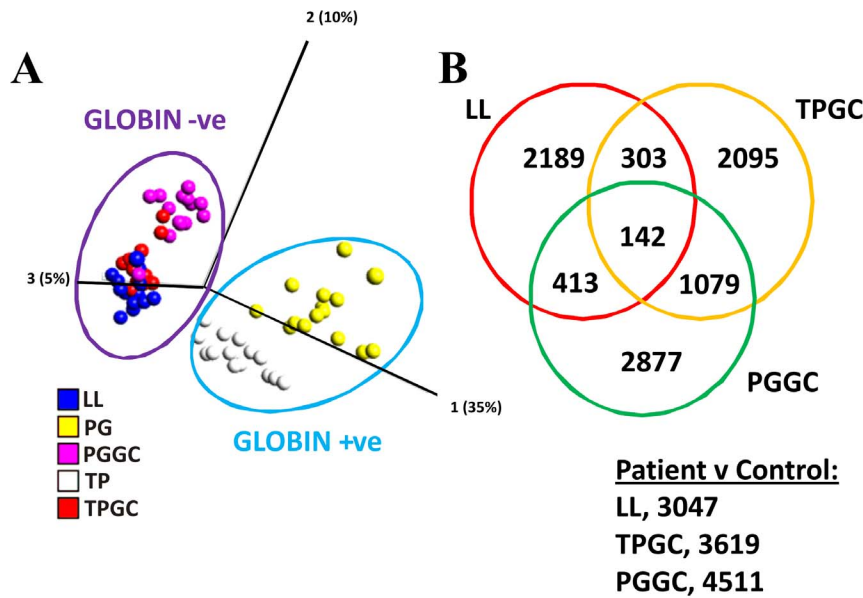 A
2 (10%)
GLOBIN -ve
3 (5%)
1 (35%)
GLOBIN +ve
LL
PG
PGGC
TP
TPGC
B
LL
TPGC
2189
303
2095
142
413
1079
2877
PGGC
Patient v Control:
LL, 3047
TPGC, 3619
PGGC, 4511